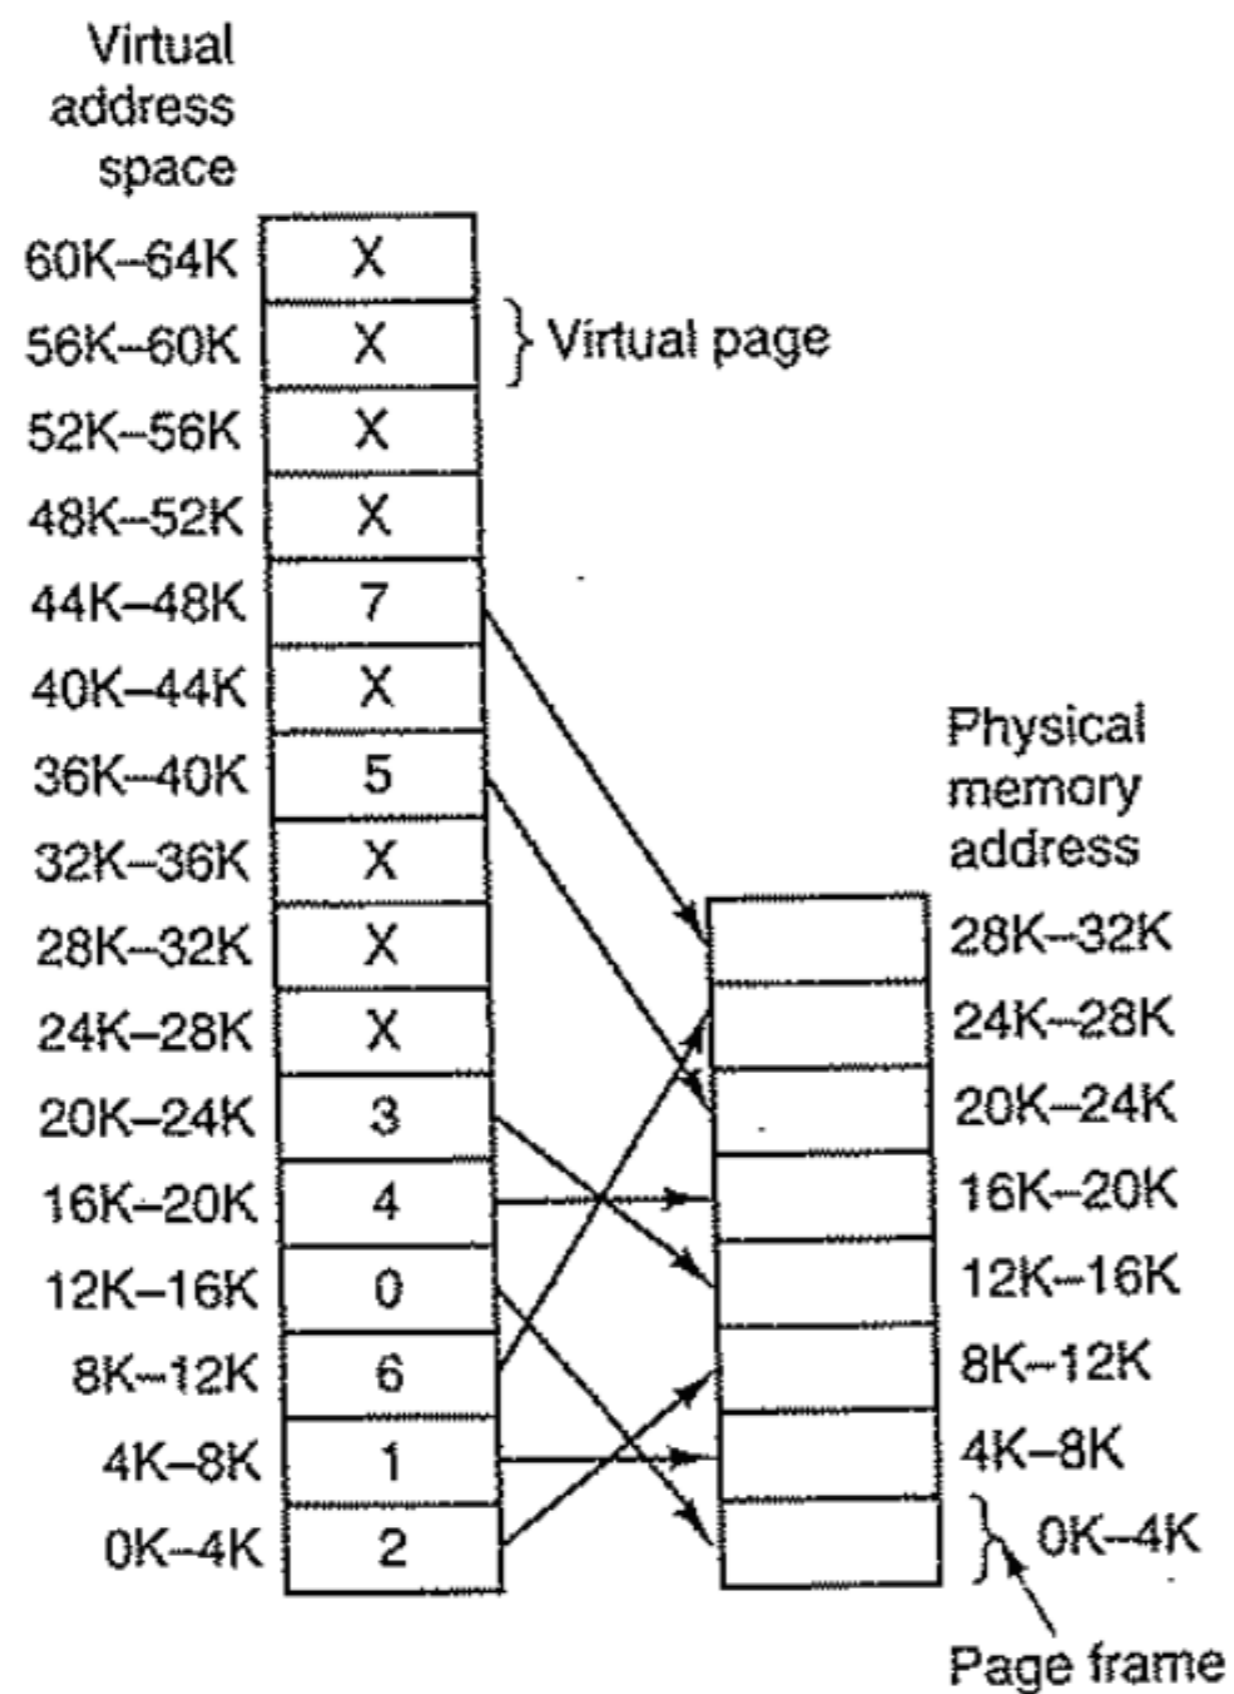 Virtual
address
space
60K–64K X
56K–60K X Virtual page
52K–56K X
48K–52K X
44K–48K 7
40K–44K X
36K–40K 5
32K–36K X
28K–32K X
24K–28K X
20K–24K 3
16K–20K 4
12K–16K 0
8K–12K 6
4K–8K 1
0K–4K 2
Physical
memory
address
28K–32K
24K–28K
20K–24K
16K–20K
12K–16K
8K–12K
4K–8K
0K–4K
Page frame